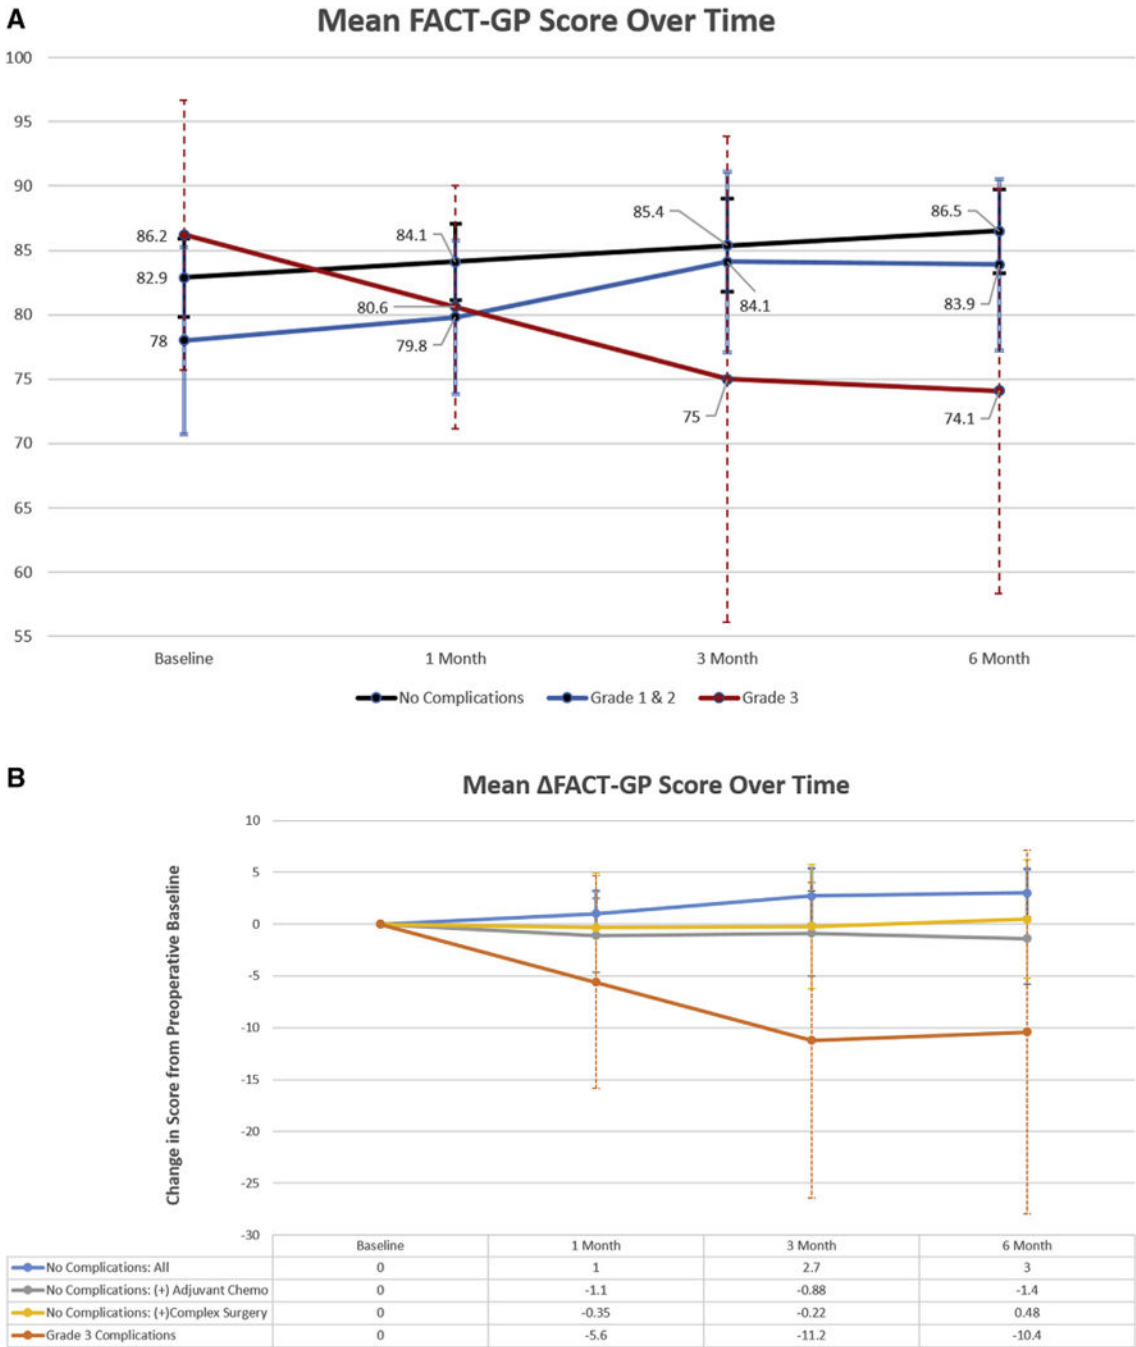 A
Mean FACT-GP Score Over Time
100
95
90
85
80
75
70
65
60
55
86.2
82.9
78
84.1
80.6
79.8
85.4
84.1
75
86.5
83.9
74.1
Baseline 1 Month 3 Month 6 Month
No Complications Grade 1 & 2 Grade 3
B
Mean ΔFACT-GP Score Over Time
Change in Score from Preoperative Baseline
10
5
0
-5
-10
-15
-20
-25
-30
Baseline 1 Month 3 Month 6 Month
No Complications: All 0 1 2.7 3
No Complications: (+) Adjuvant Chemo 0 -1.1 -0.88 -1.4
No Complications: (+)Complex Surgery 0 -0.35 -0.22 0.48
Grade 3 Complications 0 -5.6 -11.2 -10.4